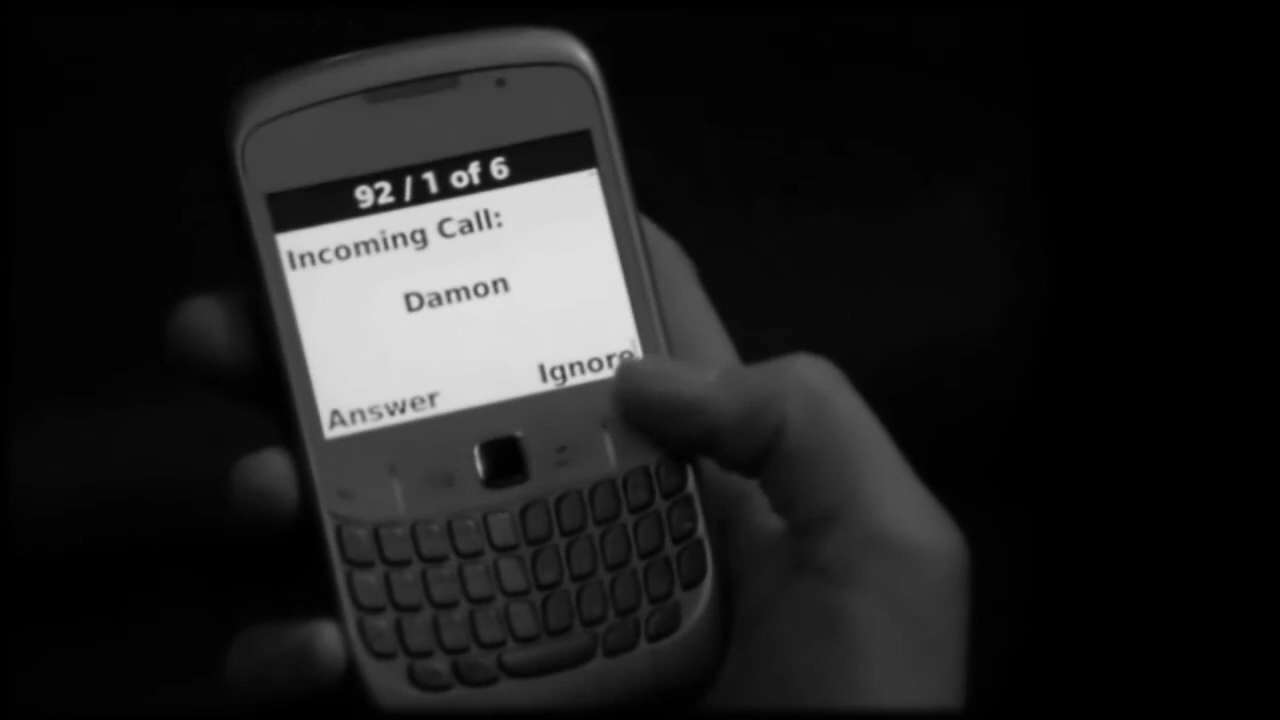 92 / 1 of 6
Incoming Call:
Damon
Ignore
Answer